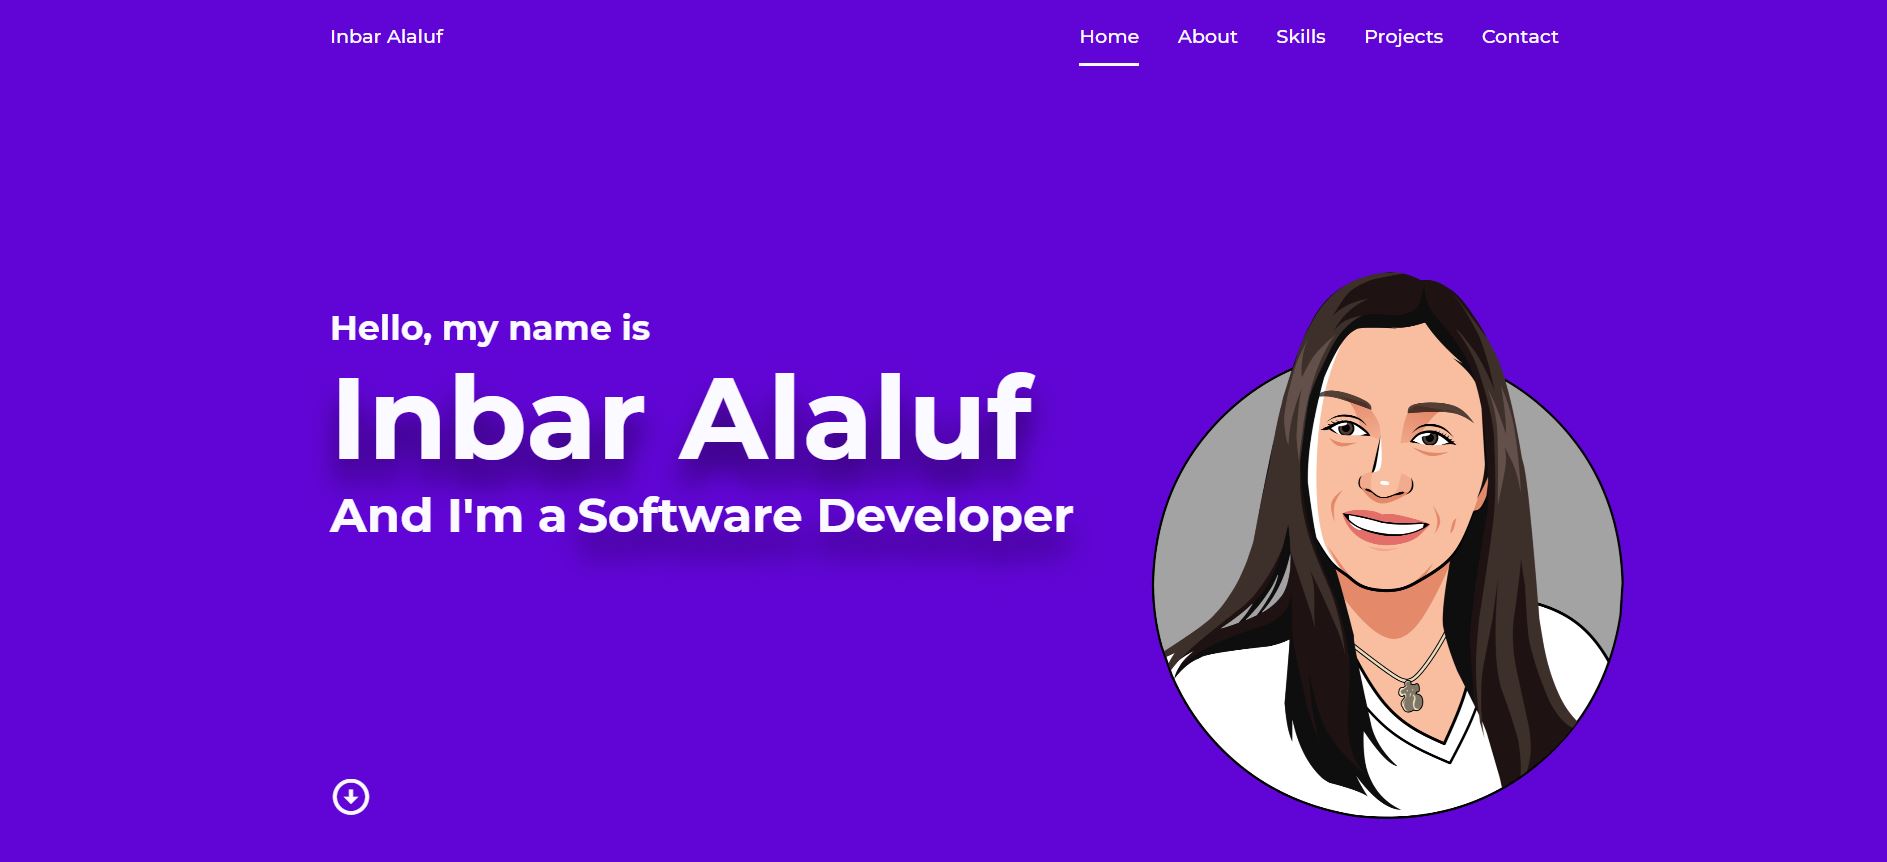 Inbar Alaluf
Home About Skills Projects Contact
Hello, my name is
Inbar Alaluf
And I'm a Software Developer